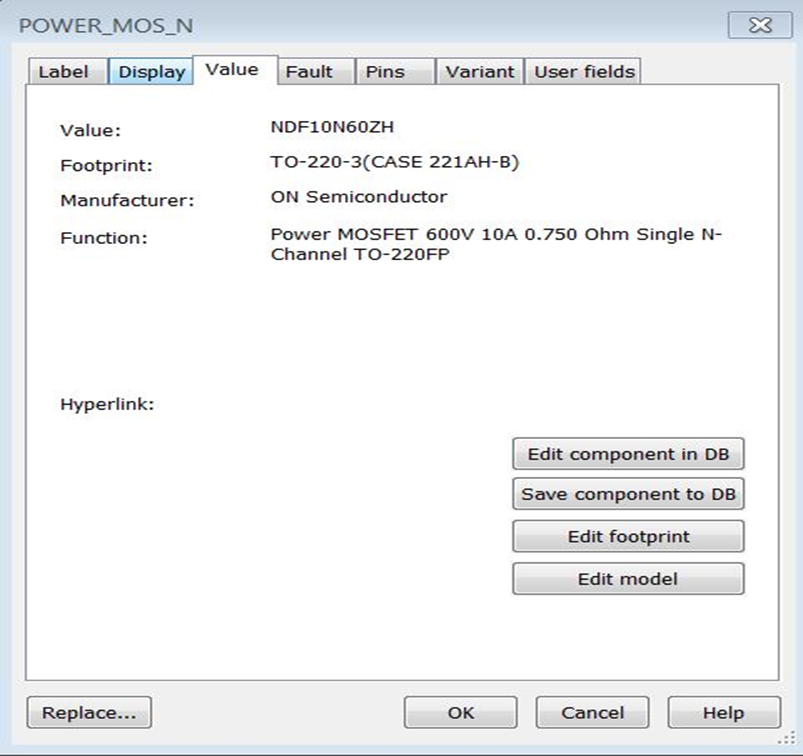 POWER_MOS_N
Label Display Value Fault Pins Variant User fields
Value: NDF10N60ZH
Footprint: TO-220-3(CASE 221AH-B)
Manufacturer: ON Semiconductor
Function: Power MOSFET 600V 10A 0.750 Ohm Single N-
Channel TO-220FP
Hyperlink:
Edit component in DB
Save component to DB
Edit footprint
Edit model
Replace... OK Cancel Help